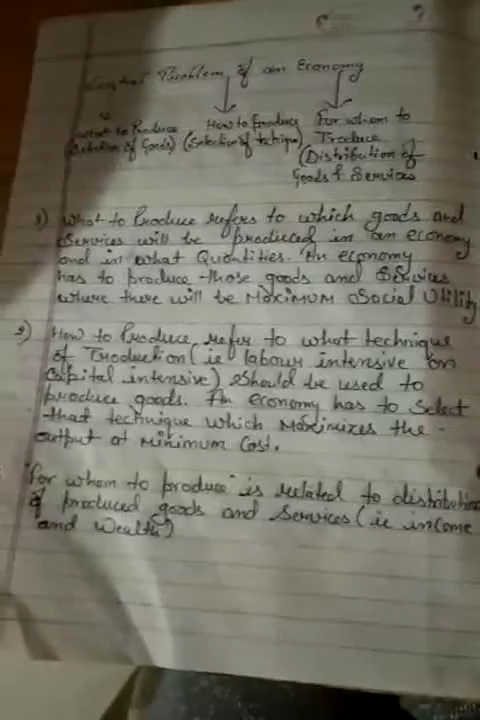 Central Problem of an Economy
What to Produce How to Produce For whom to
(Selection of Goods) (Selection of technique) Produce
(Distribution of
Goods & Services
1) What to Produce refers to which goods and
Services will be produced in an economy
and in what Quantities. An economy
has to produce those goods and Services
where there will be Maximum Social Utility
2) How to Produce refer to what technique
of Production (ie labour intensive or
Capital intensive) should be used to
produce goods. An economy has to select
that technique which Maximizes the
output at Minimum Cost.
"For whom to produce" is related to distribution
of produced goods and Services (ie income
and Wealth)